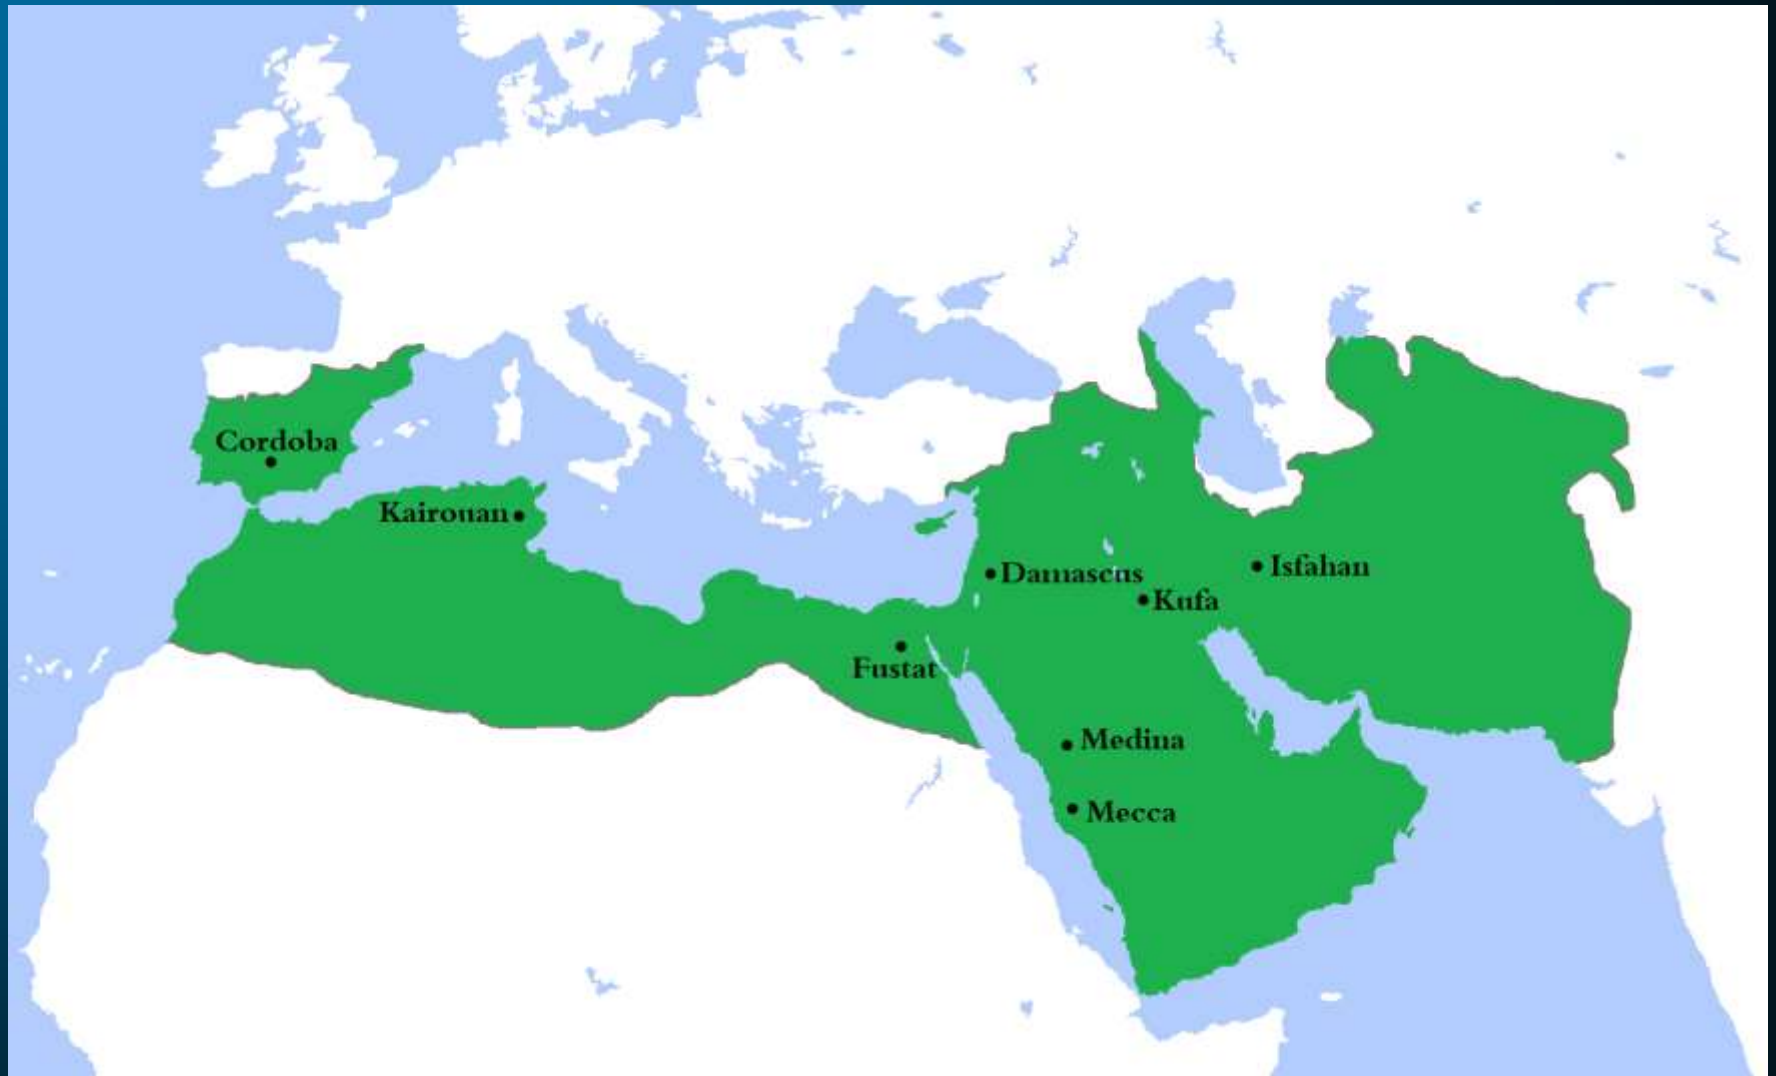 Cordoba
Kairouan
Damascus
Isfahan
Kufa
Fustat
Medina
Mecca